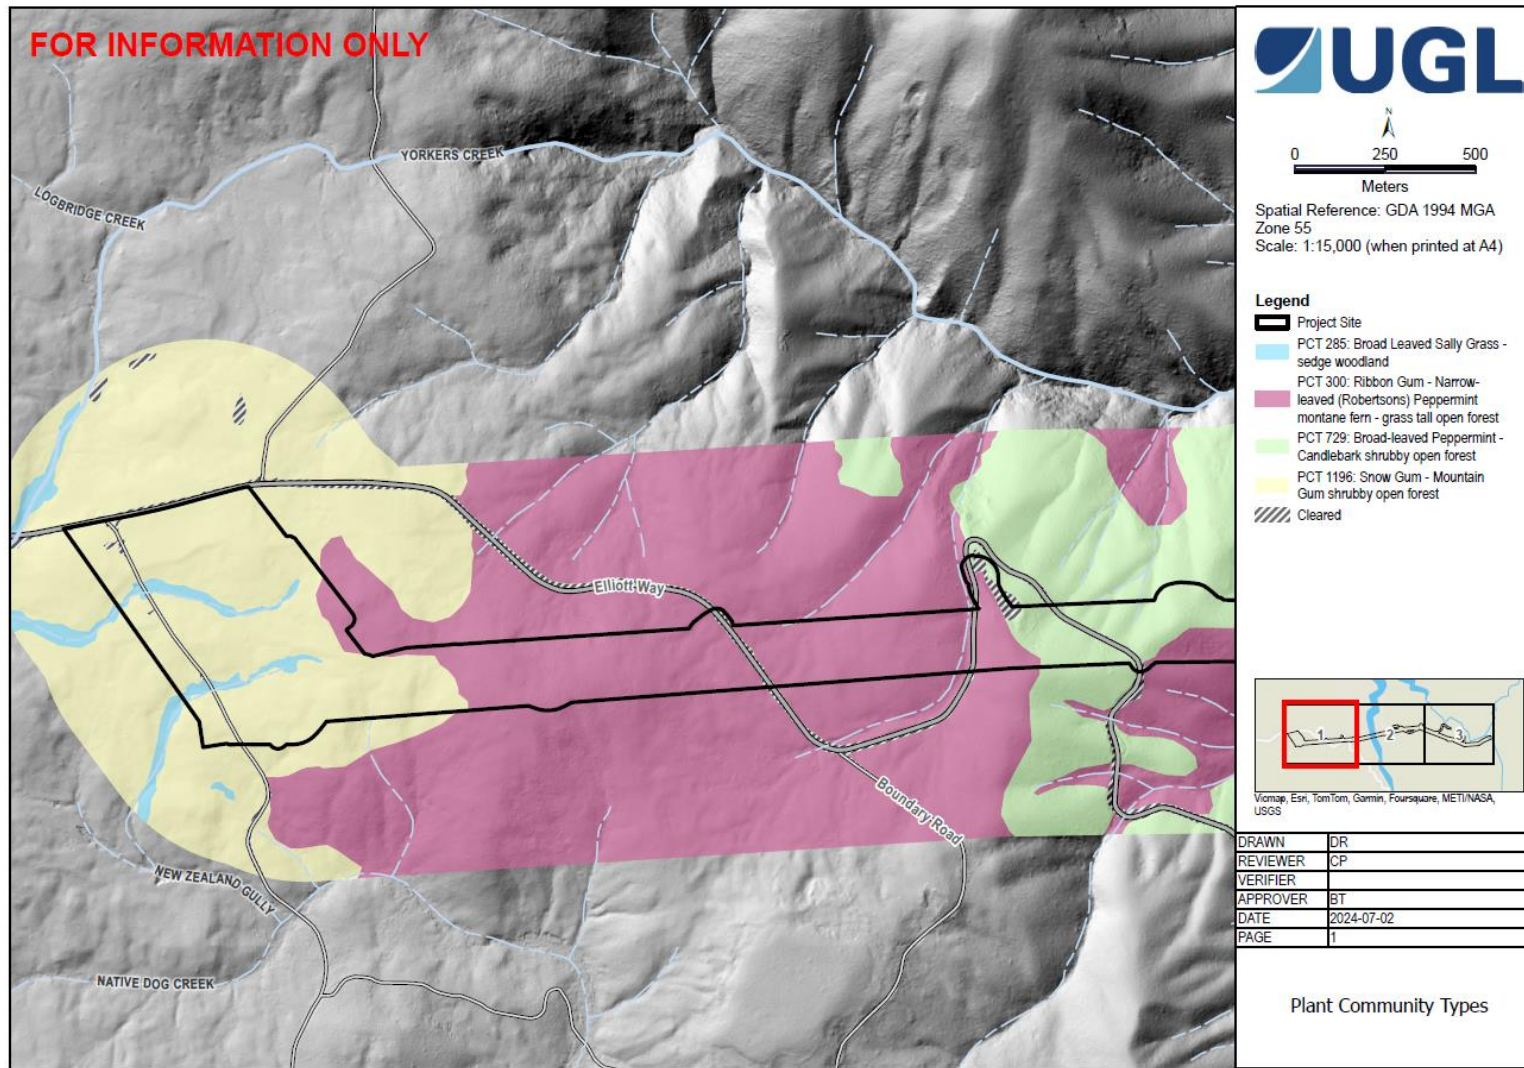 FOR INFORMATION ONLY
YORKERS CREEK
LOGBRIDGE CREEK
Elliott Way
Boundary Road
NEW ZEALAND GULLY
NATIVE DOG CREEK
UGL
N
0 250 500
Meters
Spatial Reference: GDA 1994 MGA
Zone 55
Scale: 1:15,000 (when printed at A4)
Legend
Project Site
PCT 285: Broad Leaved Sally Grass -
sedge woodland
PCT 300: Ribbon Gum - Narrow-
leaved (Robertsons) Peppermint
montane fern - grass tall open forest
PCT 729: Broad-leaved Peppermint -
Candlebark shrubby open forest
PCT 1196: Snow Gum - Mountain
Gum shrubby open forest
Cleared
1 2 3
Vicmap, Esri, TomTom, Garmin, Foursquare, METI/NASA,
USGS
DRAWN DR
REVIEWER CP
VERIFIER
APPROVER BT
DATE 2024-07-02
PAGE 1
Plant Community Types